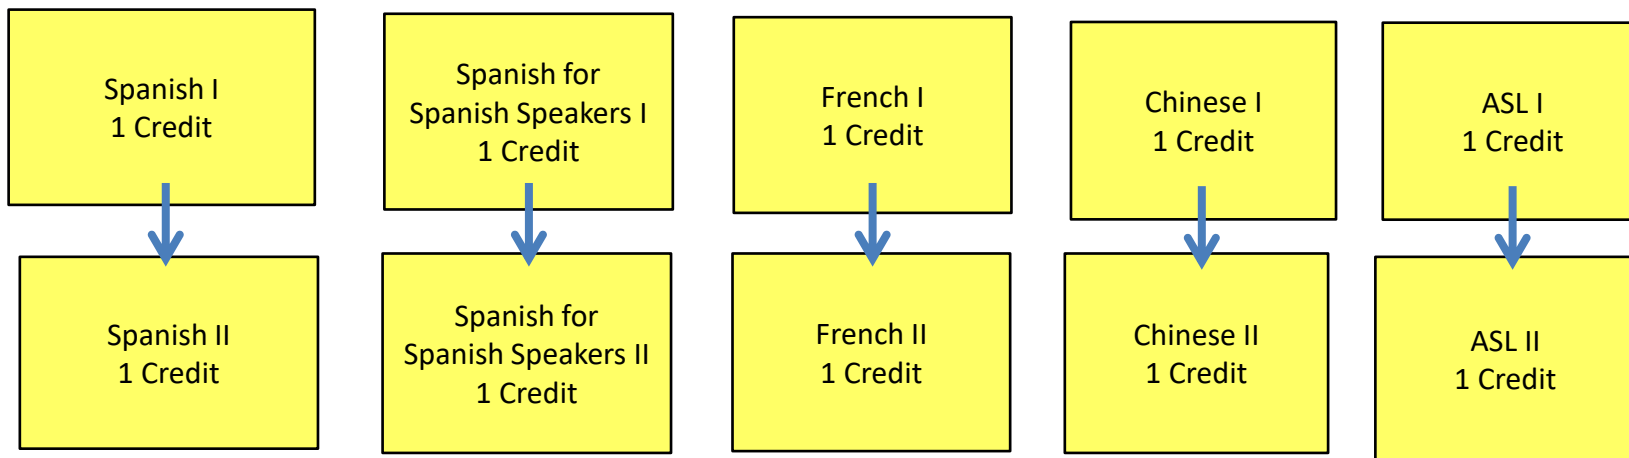 Spanish I
1 Credit
Spanish for
Spanish Speakers I
1 Credit
French I
1 Credit
Chinese I
1 Credit
ASL I
1 Credit
Spanish II
1 Credit
Spanish for
Spanish Speakers II
1 Credit
French II
1 Credit
Chinese II
1 Credit
ASL II
1 Credit